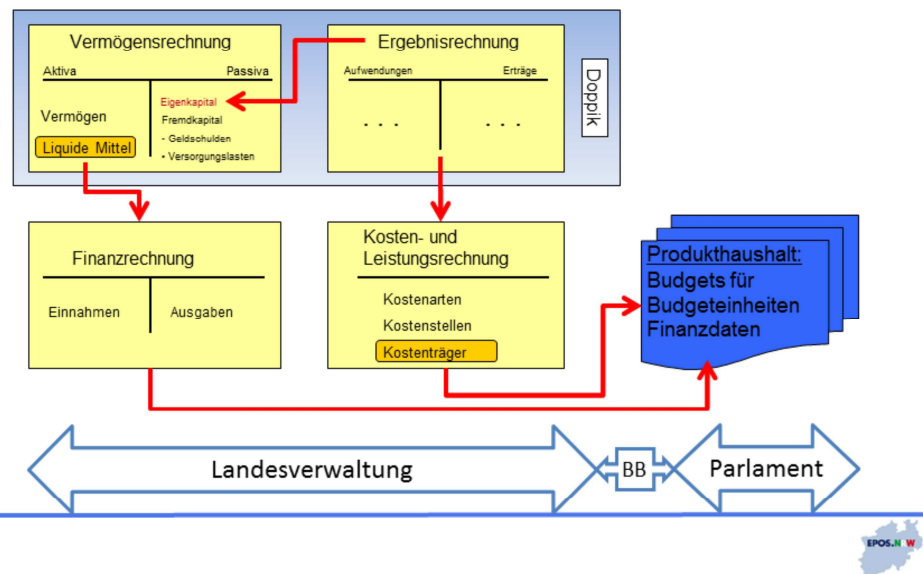 Vermögensrechnung
Aktiva
Passiva
Vermögen
Liquide Mittel
Eigenkapital
Fremdkapital
- Geldschulden
- Versorgungslasten
Ergebnisrechnung
Aufwendungen
Erträge
. . .
. . .
Doppik
Finanzrechnung
Einnahmen
Ausgaben
Kosten- und
Leistungsrechnung
Kostenarten
Kostenstellen
Kostenträger
Produkthaushalt:
Budgets für
Budgeteinheiten
Finanzdaten
Landesverwaltung
BB
Parlament
EPOS.NRW